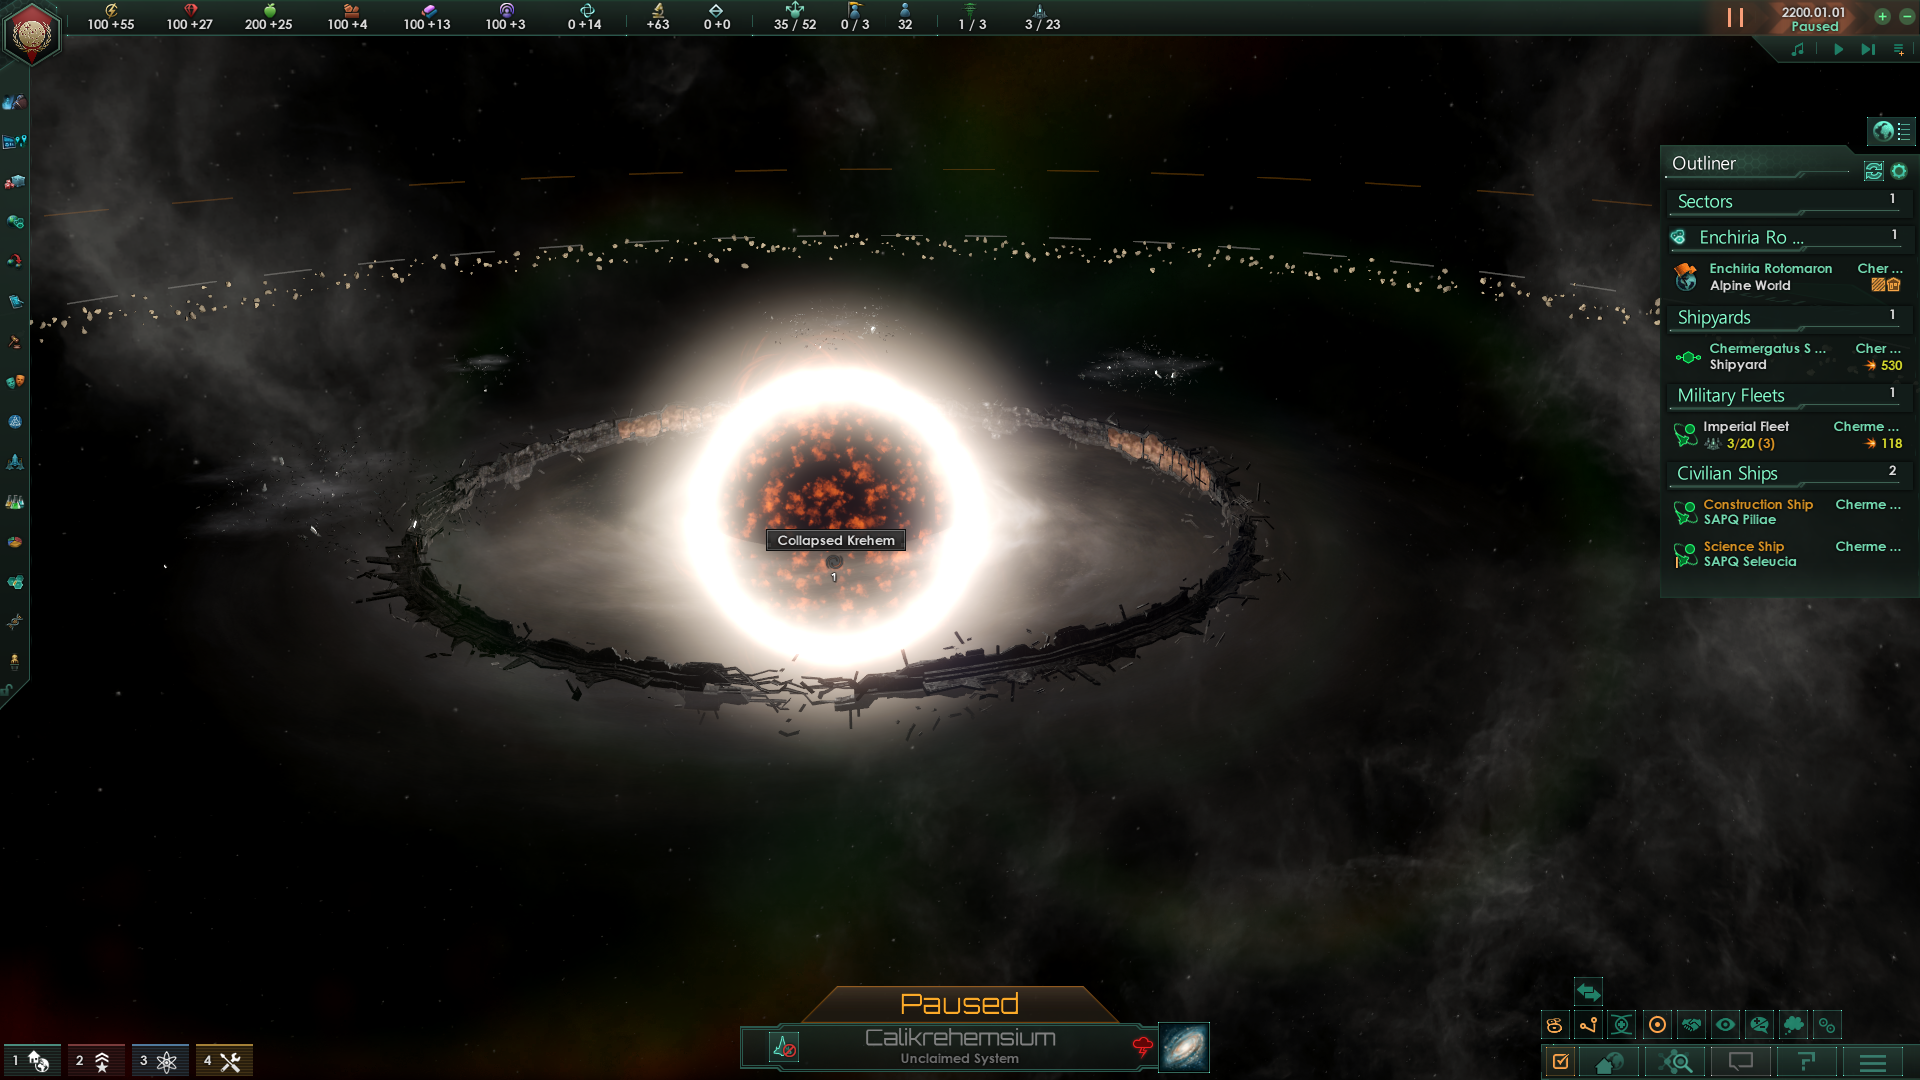 100 +55
100 +27
200 +25
100 +4
100 +13
100 +3
0 +14
+63
0 +0
35 / 52
0 / 3
32
1 / 3
3 / 23
2200.01.01
Paused
Outliner
Sectors 1
Enchiria Ro ... 1
Enchiria Rotomaron Cher ...
Alpine World
Shipyards 1
Chermergatus S ... Cher ...
Shipyard 530
Military Fleets 1
Imperial Fleet Cherme ...
3/20 (3) 118
Civilian Ships 2
Construction Ship Cherme ...
SAPQ Piliae
Science Ship Cherme ...
SAPQ Seleucia
Collapsed Krehem
1
Paused
Calikrehemsium
Unclaimed System
1
2
3
4